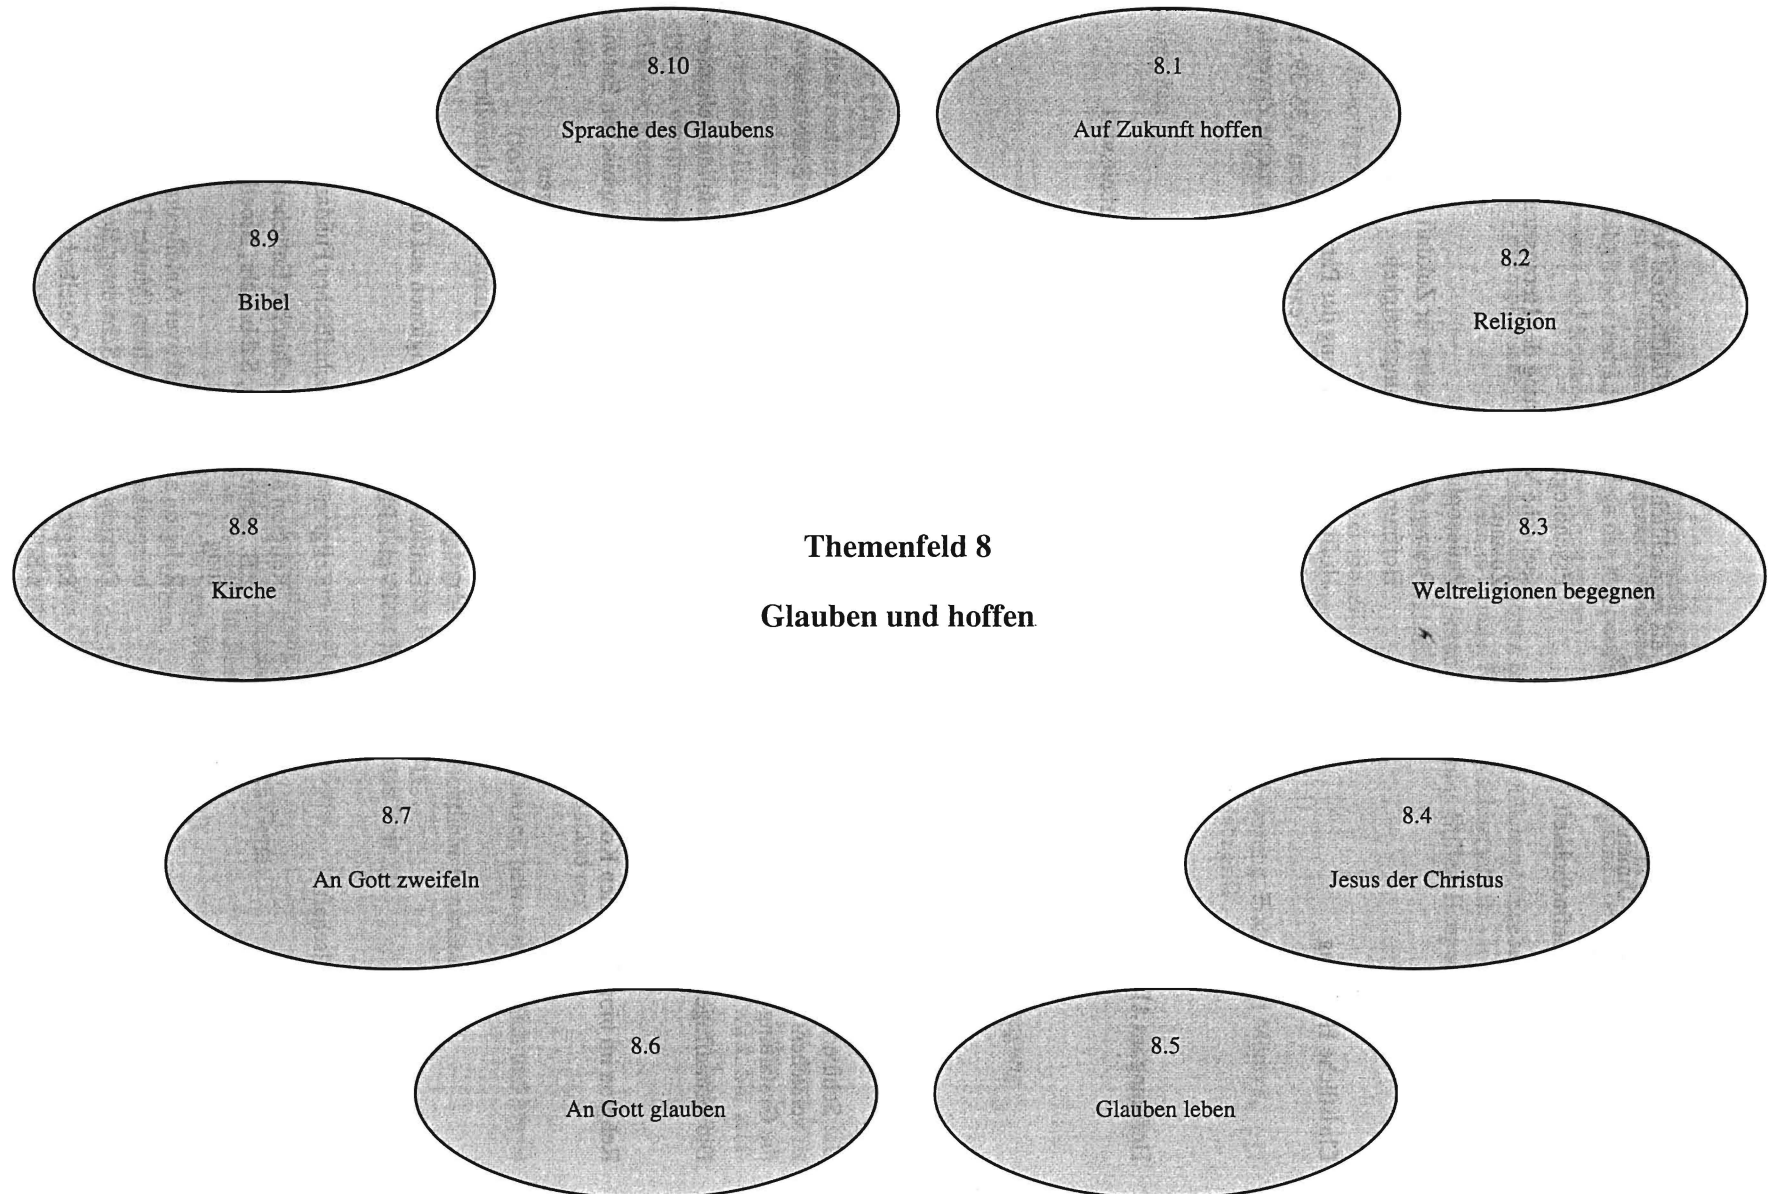 8.10
Sprache des Glaubens
8.1
Auf Zukunft hoffen
8.9
Bibel
8.2
Religion
8.8
Kirche
Themenfeld 8
Glauben und hoffen
8.3
Weltreligionen begegnen
8.7
An Gott zweifeln
8.4
Jesus der Christus
8.6
An Gott glauben
8.5
Glauben leben